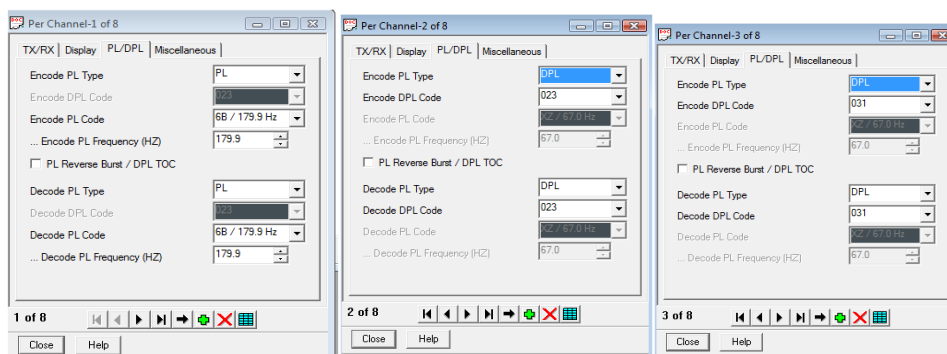 Per Channel-1 of 8
TX/RX Display PL/DPL Miscellaneous
Encode PL Type PL
Encode DPL Code 023
Encode PL Code 6B / 179.9 Hz
... Encode PL Frequency (HZ) 179.9
PL Reverse Burst / DPL TOC
Decode PL Type PL
Decode DPL Code 023
Decode PL Code 6B / 179.9 Hz
... Decode PL Frequency (HZ) 179.9
1 of 8
Close Help
Per Channel-2 of 8
TX/RX Display PL/DPL Miscellaneous
Encode PL Type DPL
Encode DPL Code 023
Encode PL Code XZ / 67.0 Hz
... Encode PL Frequency (HZ) 67.0
PL Reverse Burst / DPL TOC
Decode PL Type DPL
Decode DPL Code 023
Decode PL Code XZ / 67.0 Hz
... Decode PL Frequency (HZ) 67.0
2 of 8
Close Help
Per Channel-3 of 8
TX/RX Display PL/DPL Miscellaneous
Encode PL Type DPL
Encode DPL Code 031
Encode PL Code XZ / 67.0 Hz
... Encode PL Frequency (HZ) 67.0
PL Reverse Burst / DPL TOC
Decode PL Type DPL
Decode DPL Code 031
Decode PL Code XZ / 67.0 Hz
... Decode PL Frequency (HZ) 67.0
3 of 8
Close Help